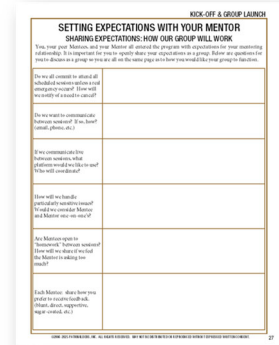 KICK-OFF & GROUP LAUNCH
SETTING EXPECTATIONS WITH YOUR MENTOR
SHARING EXPECTATIONS: HOW OUR GROUP WILL WORK
You, your peer Mentees, and your Mentor all entered the program with expectations for your mentoring
relationship. It is important for you to openly share your expectations as a group. Below are questions for
you to discuss as a group so you are all on the same page as to how you would like your group to function.
Do we all commit to attend all
scheduled sessions unless a real
emergency occurs? How will
we notify of a need to cancel?
Do we want to communicate
between sessions? If so, how?
(email, phone, etc.)
If we communicate live
between sessions, what
platform would we like to use?
Who will coordinate?
How will we handle
particularly sensitive issues?
Would we consider Mentee
and Mentor one-on-one's?
Are Mentees open to
"homework" between sessions?
How will we share if we feel
the Mentor is asking too
much?
Each Mentee: share how you
prefer to receive feedback.
(blunt, direct, supportive,
sugar-coated, etc.)
ALL RIGHTS RESERVED.
27